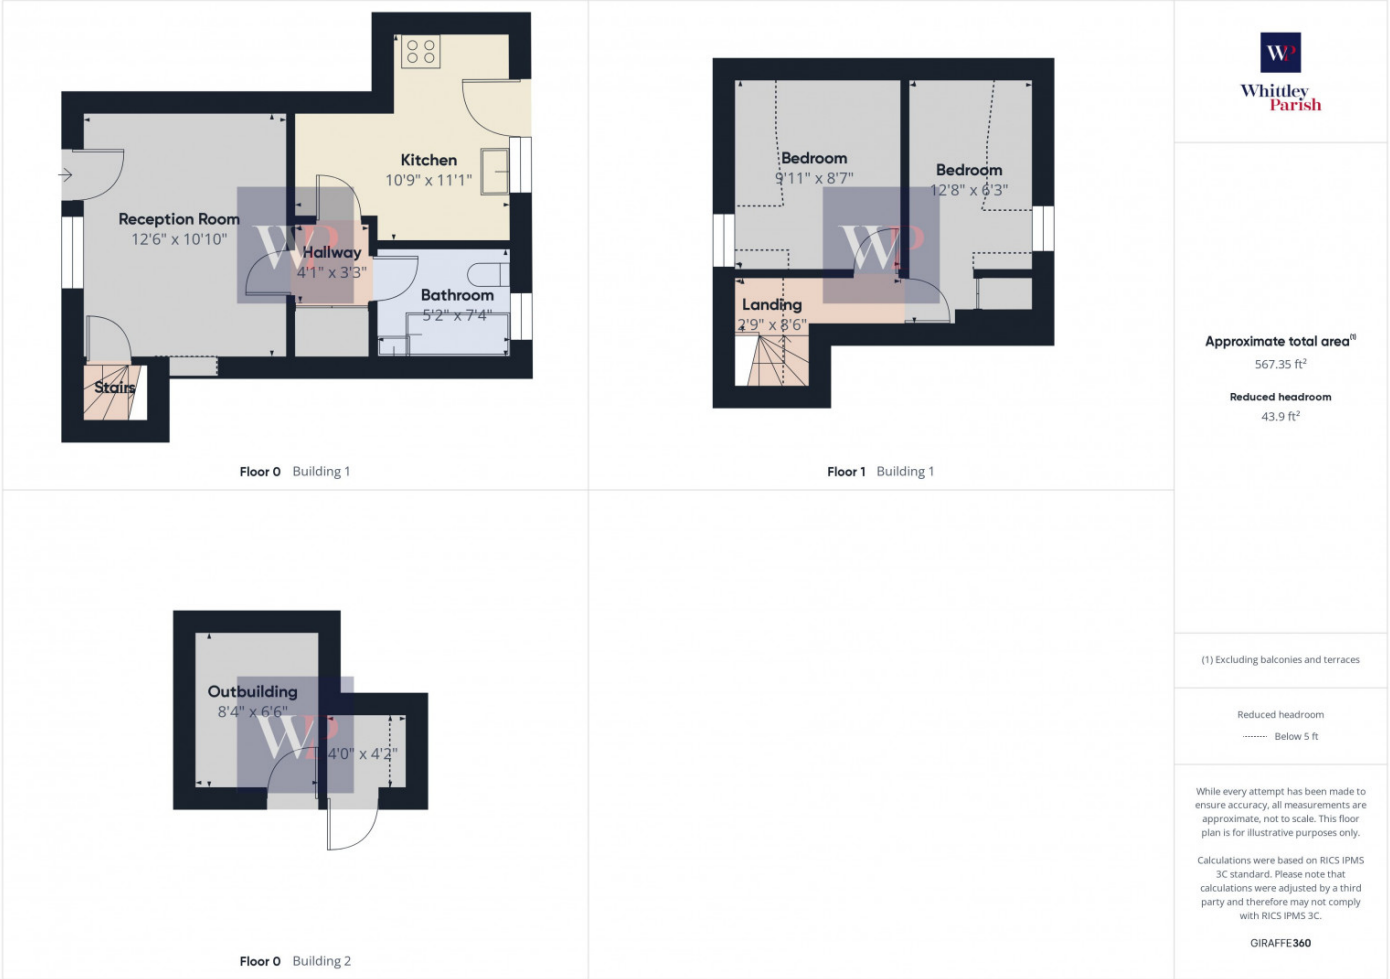 Kitchen
10'9" x 11'1"
Reception Room
12'6" x 10'10"
WP
Hallway
4'1" x 3'3"
Bathroom
5'2" x 7'4"
Stairs
Floor 0 Building 1
Bedroom
9'11" x 8'7"
Bedroom
12'8" x 6'3"
WP
Landing
2'9" x 8'6"
Floor 1 Building 1
Outbuilding
8'4" x 6'6"
WP
4'0" x 4'2"
Floor 0 Building 2
WP
Whittley
Parish
Approximate total area(1)
567.35 ft²
Reduced headroom
43.9 ft²
(1) Excluding balconies and terraces
Reduced headroom
Below 5 ft
While every attempt has been made to
ensure accuracy, all measurements are
approximate, not to scale. This floor
plan is for illustrative purposes only.
Calculations were based on RICS IPMS
3C standard. Please note that
calculations were adjusted by a third
party and therefore may not comply
with RICS IPMS 3C.
GIRAFFE360